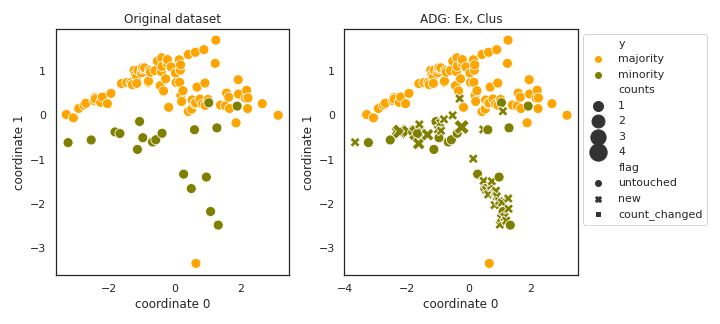 Original dataset
1
0
−1
−2
−3
coordinate 1
−2
0
2
coordinate 0
ADG: Ex, Clus
1
0
−1
−2
−3
coordinate 1
−4
−2
0
2
coordinate 0
y
majority
minority
counts
1
2
3
4
flag
untouched
new
count_changed